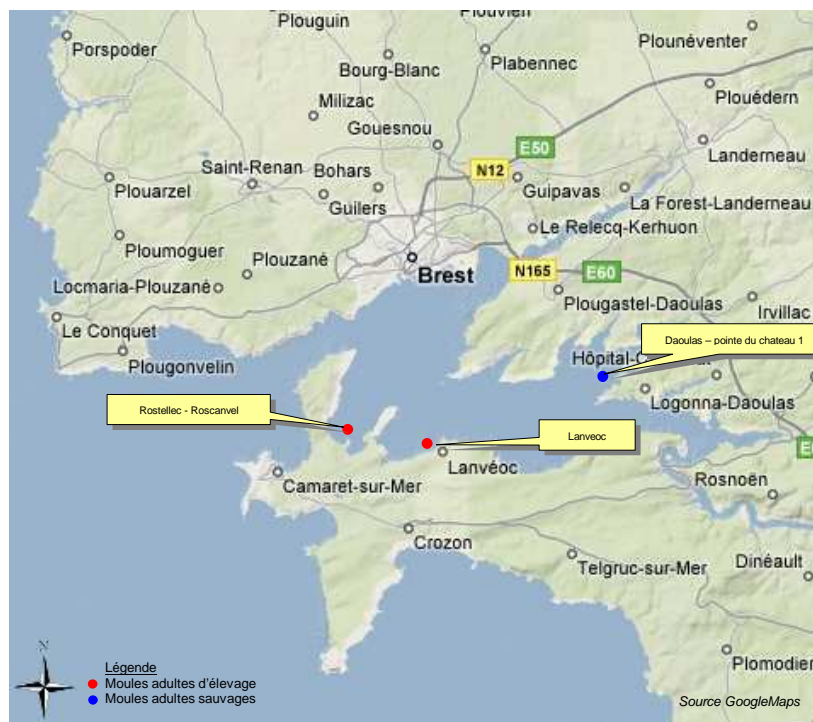 Plouguin
Plouvien
Porspoder
Plounéventer
Bourg-Blanc
Plabennec
Plouédern
Milizac
Gouesnou
E50
Landerneau
Saint-Renan
Bohars
N12
Plouarzel
Guipavas
Guilers
La Forest-Landerneau
Ploumoguer
Le Relecq-Kerhuon
Plouzané
Brest
N165
E60
Locmaria-Plouzané
Plougastel-Daoulas
Irvillac
Le Conquet
Daoulas – pointe du chateau 1
Plougonvelin
Logonna-Daoulas
Rostellec - Roscanvel
Lanveoc
Lanvéoc
Camaret-sur-Mer
Rosnoën
Crozon
Telgruc-sur-Mer
Dinéault
N
Légende
Plomodier
Moules adultes d'élevage
Moules adultes sauvages
Source GoogleMaps